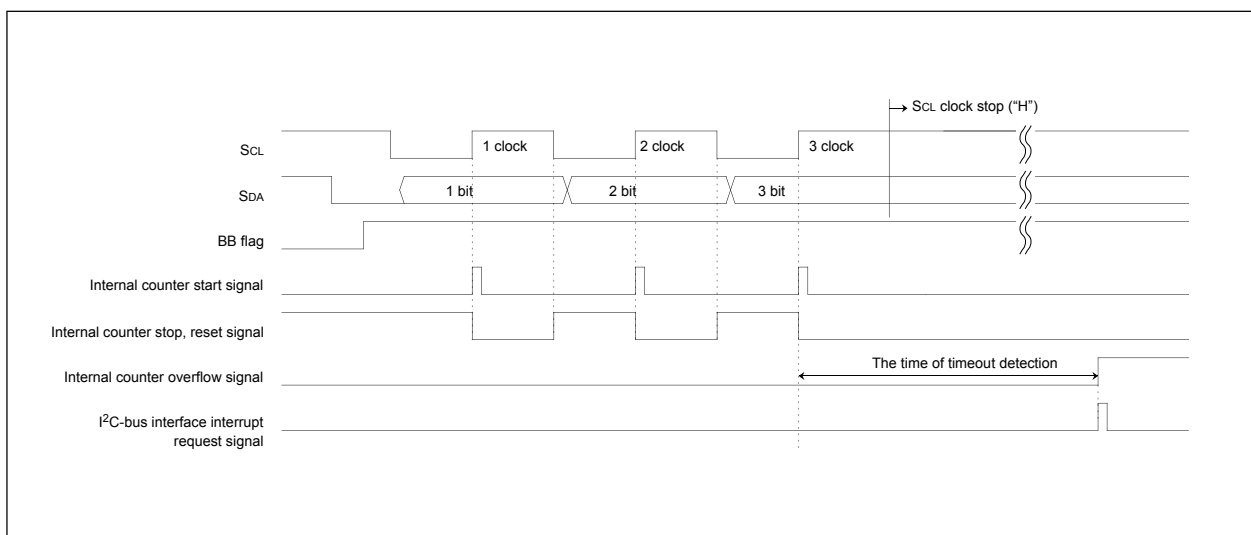 SCL clock stop (“H”)
SCL
1 clock
2 clock
3 clock
SDA
1 bit
2 bit
3 bit
BB flag
Internal counter start signal
Internal counter stop, reset signal
Internal counter overflow signal
The time of timeout detection
I2C-bus interface interrupt
request signal